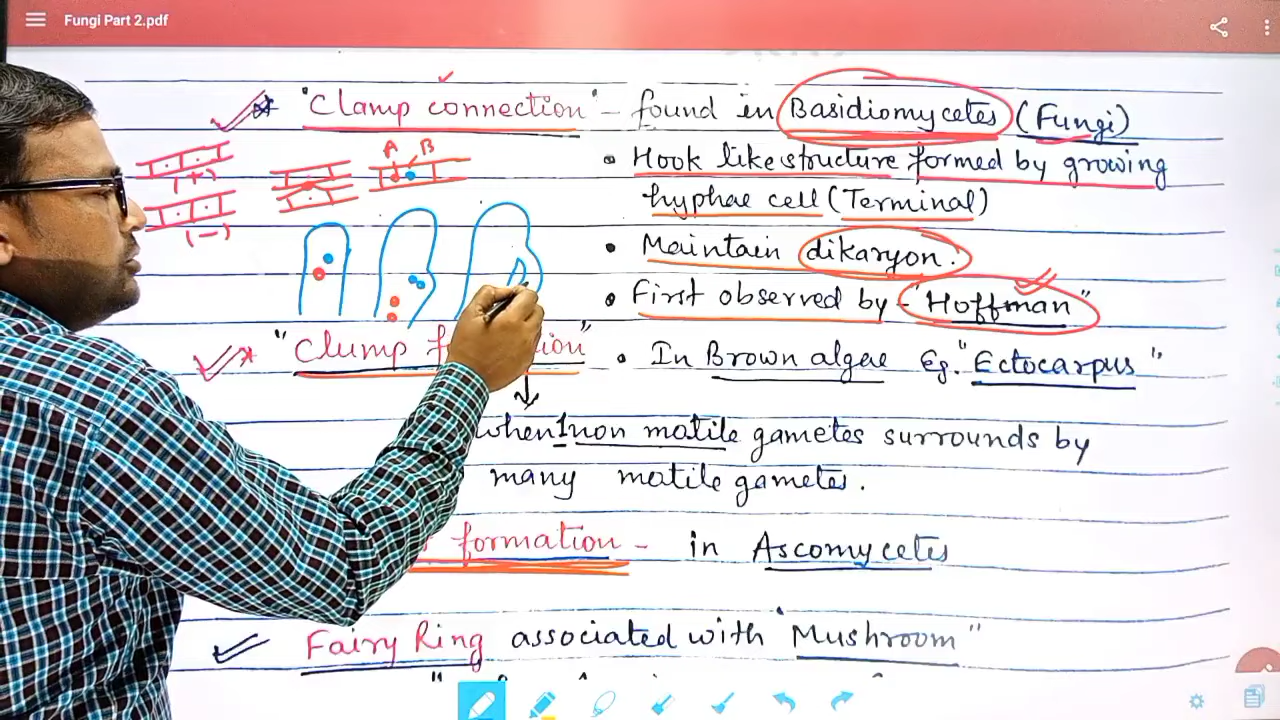 Fungi Part 2.pdf
"Clamp connection" - found in Basidiomycetes (Fungi)
A B
(+)
(-)
• Hook like structure formed by growing
hyphae cell (Terminal)
• Maintain dikaryon.
• First observed by - "Hoffman"
"Clump f ion" • In Brown algae Eg. "Ectocarpus"
when 1 non motile gametes surrounds by
many motile gametes.
formation - in Ascomycetes
Fairy Ring associated with "Mushroom"